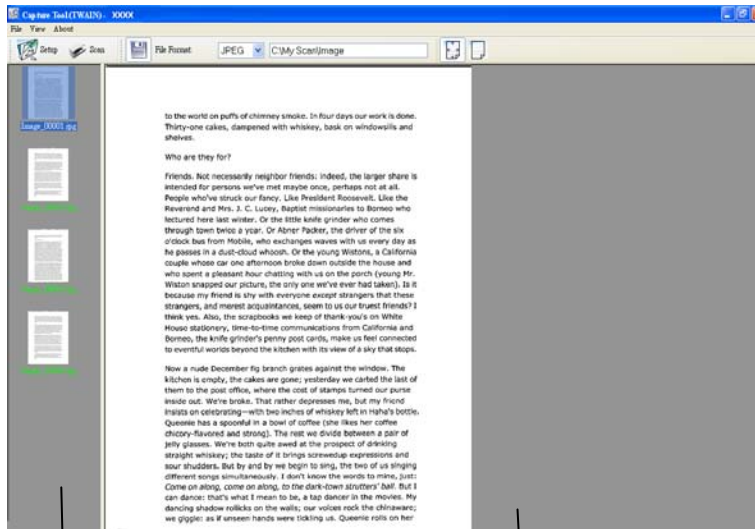 Capture Tool(TWAIN) - XXXX
File View About
Setup Scan File Format JPEG C:\My Scan\Image
Image_00001.jpg
to the world on puffs of chimney smoke. In four days our work is done.
Thirty-one cakes, dampened with whiskey, bask on windowsills and
shelves.
Who are they for?
Friends. Not necessarily neighbor friends: indeed, the larger share is
intended for persons we've met maybe once, perhaps not at all.
People who've struck our fancy. Like President Roosevelt. Like the
Reverend and Mrs. J. C. Lucey, Baptist missionaries to Borneo who
lectured here last winter. Or the little knife grinder who comes
through town twice a year. Or Abner Packer, the driver of the six
o'clock bus from Mobile, who exchanges waves with us every day as
he passes in a dust-cloud whoosh. Or the young Wistons, a California
couple whose car one afternoon broke down outside the house and
who spent a pleasant hour chatting with us on the porch (young Mr.
Wiston snapped our picture, the only one we've ever had taken). Is it
because my friend is shy with everyone except strangers that these
strangers, and merest acquaintances, seem to us our truest friends? I
think yes. Also, the scrapbooks we keep of thank-you's on White
House stationery, time-to-time communications from California and
Borneo, the knife grinder's penny post cards, make us feel connected
to eventful worlds beyond the kitchen with its view of a sky that stops.
Now a nude December fig branch grates against the window. The
kitchen is empty, the cakes are gone; yesterday we carted the last of
them to the post office, where the cost of stamps turned our purse
inside out. We're broke. That rather depresses me, but my friend
insists on celebrating—with two inches of whiskey left in Haha's bottle.
Queenie has a spoonful in a bowl of coffee (she likes her coffee
chicory-flavored and strong). The rest we divide between a pair of
jelly glasses. We're both quite awed at the prospect of drinking
straight whiskey; the taste of it brings screwedup expressions and
sour shudders. But by and by we begin to sing, the two of us singing
different songs simultaneously. I don't know the words to mine, just:
Come on along, come on along, to the dark-town strutters' ball. But I
can dance: that's what I mean to be, a tap dancer in the movies. My
dancing shadow rollicks on the walls; our voices rock the chinaware;
we giggle: as if unseen hands were tickling us. Queenie rolls on her